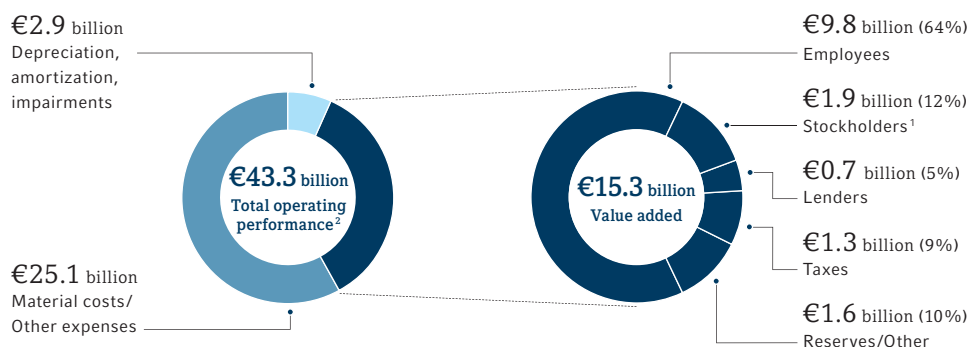 €2.9 billion
Depreciation,
amortization,
impairments
€43.3 billion
Total operating
performance²
€25.1 billion
Material costs/
Other expenses
€15.3 billion
Value added
€9.8 billion (64%)
Employees
€1.9 billion (12%)
Stockholders¹
€0.7 billion (5%)
Lenders
€1.3 billion (9%)
Taxes
€1.6 billion (10%)
Reserves/Other